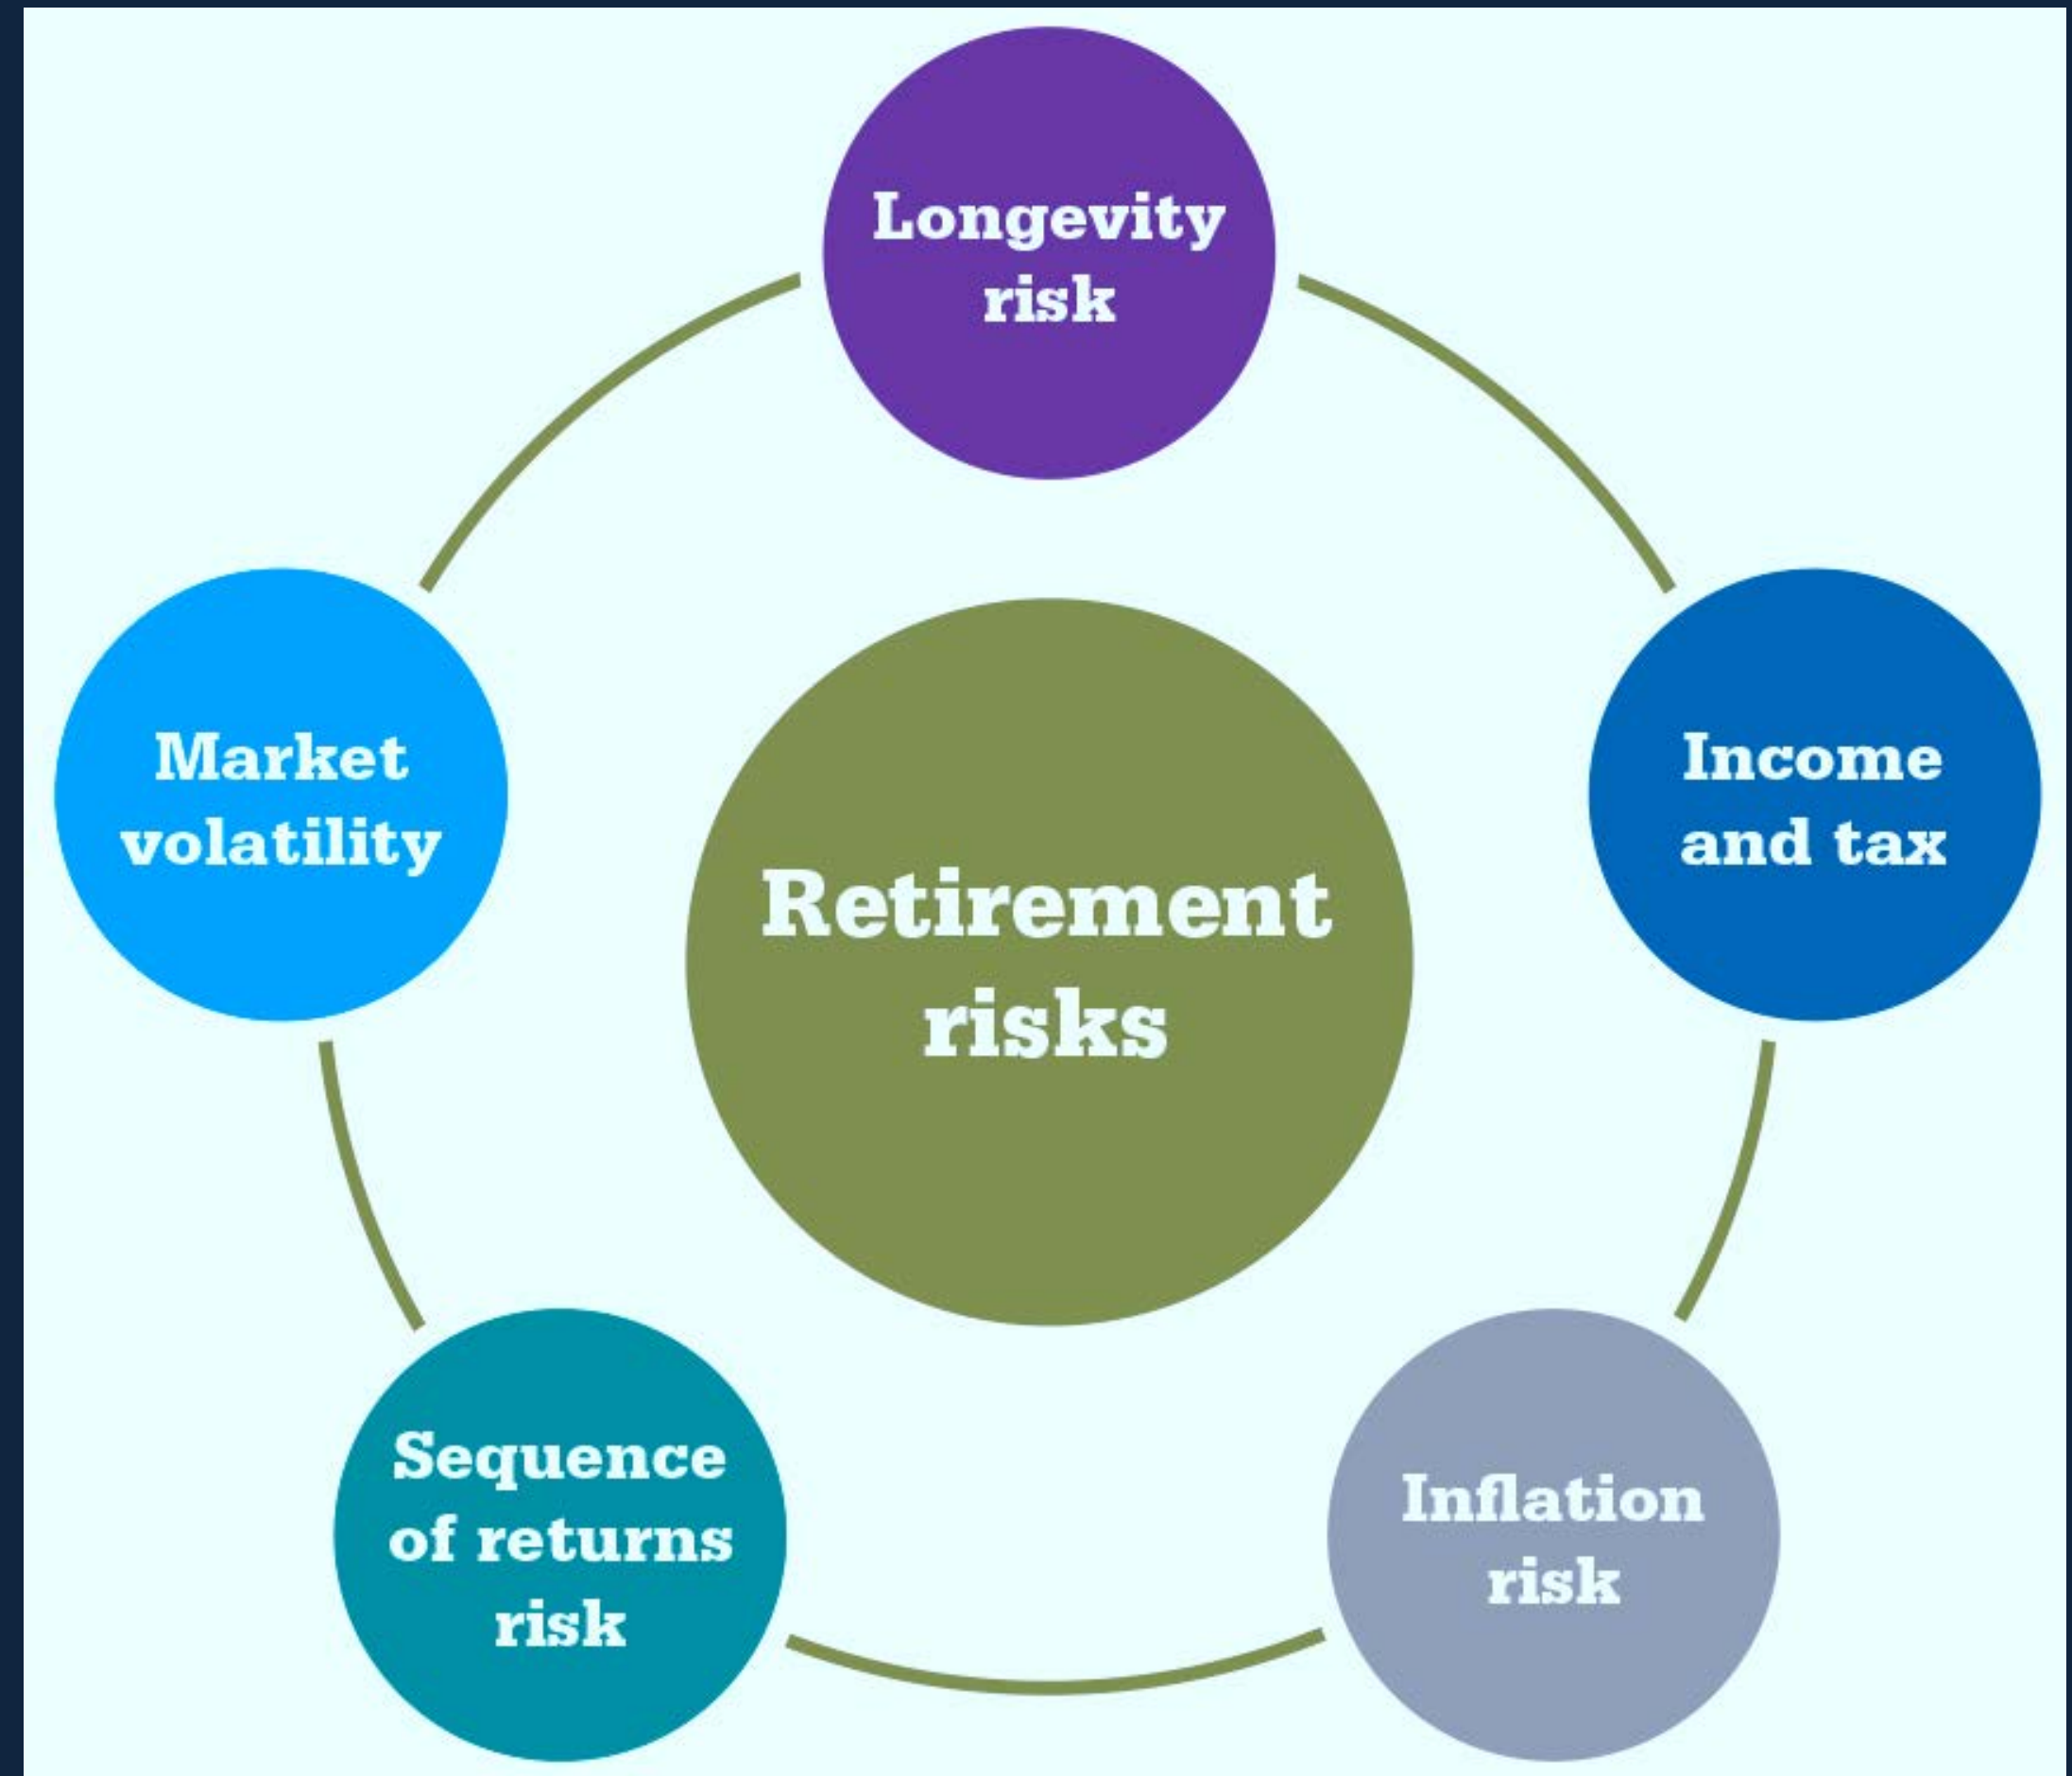 Longevity
risk
Market
volatility
Income
and tax
Retirement
risks
Sequence
of returns
risk
Inflation
risk